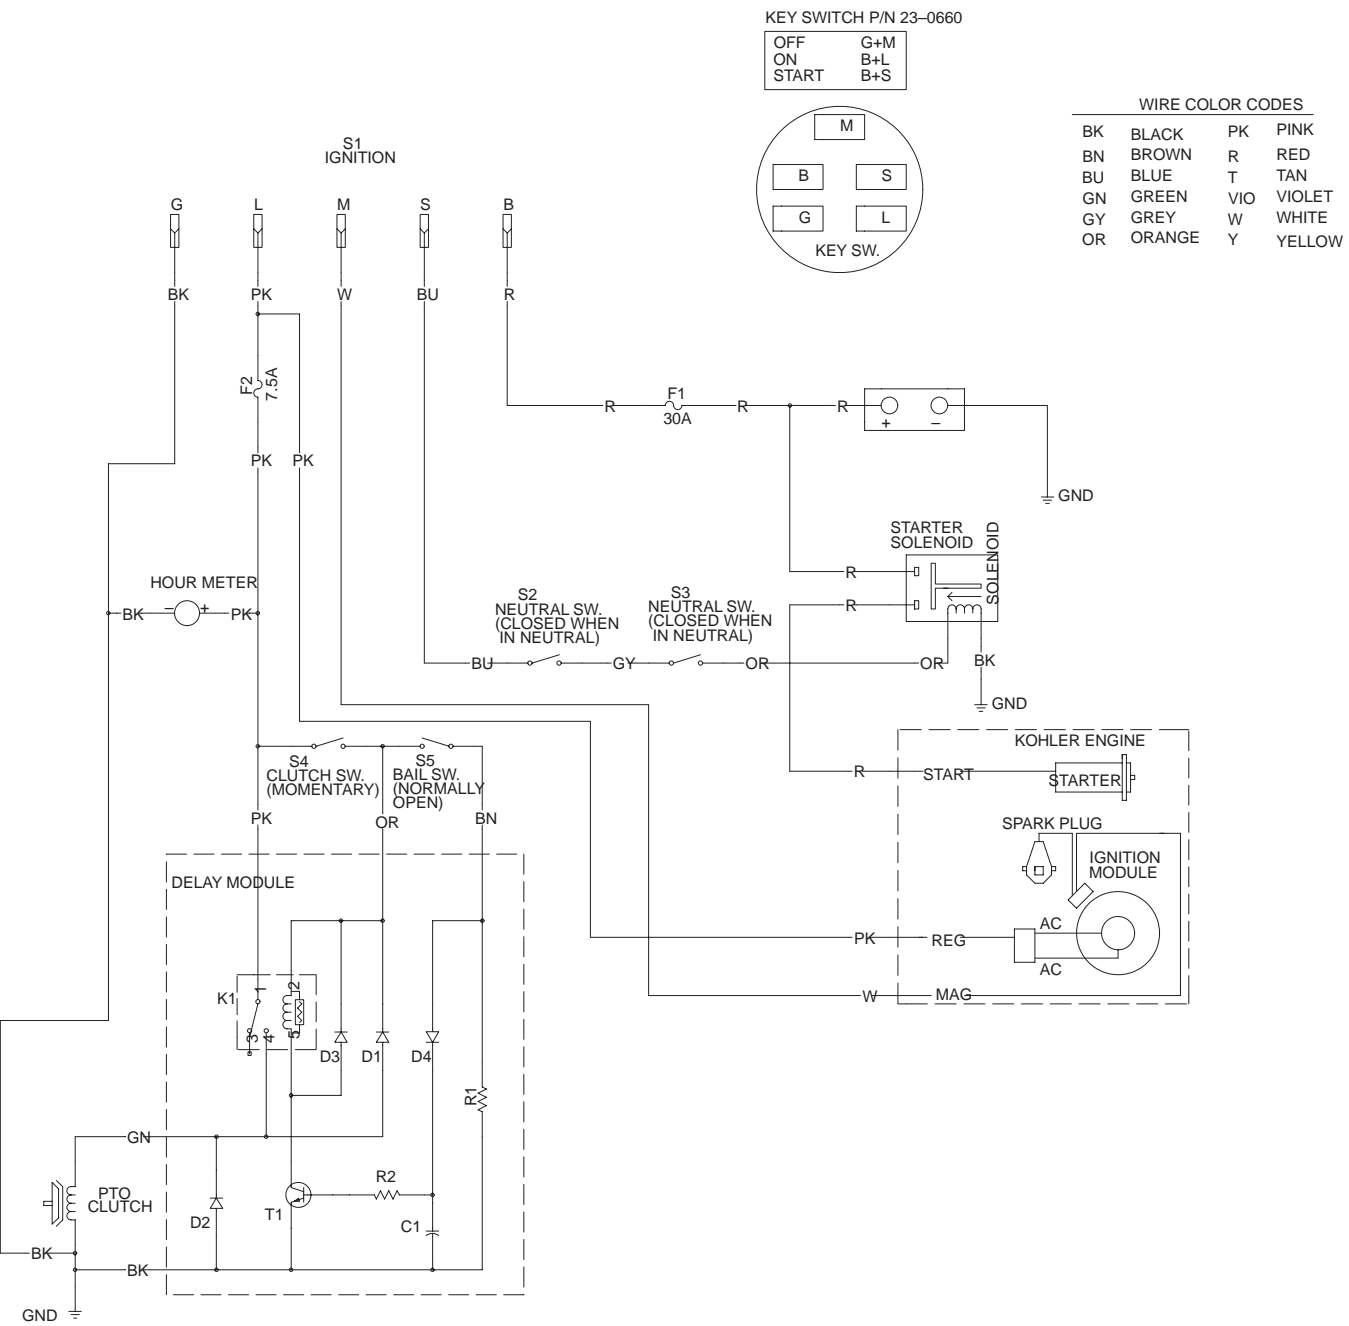 KEY SWITCH P/N 23–0660
OFF G+M
ON B+L
START B+S
M
B S
G L
KEY SW.
WIRE COLOR CODES
BK BLACK PK PINK
BN BROWN R RED
BU BLUE T TAN
GN GREEN VIO VIOLET
GY GREY W WHITE
OR ORANGE Y YELLOW
S1
IGNITION
G L M S B
BK PK W BU R
F2
7.5A
R
F1
30A
R
R
+ –
GND
PK PK
STARTER
SOLENOID
SOLENOID
R
R
HOUR METER
BK – + PK
S2
NEUTRAL SW.
(CLOSED WHEN
IN NEUTRAL)
S3
NEUTRAL SW.
(CLOSED WHEN
IN NEUTRAL)
BU GY OR OR BK
GND
KOHLER ENGINE
R START
STARTER
S4
CLUTCH SW.
(MOMENTARY)
S5
BAIL SW.
(NORMALLY
OPEN)
PK OR BN
SPARK PLUG
IGNITION
MODULE
DELAY MODULE
PK REG
AC
AC
W MAG
K1
1
2
3
4
5
D3 D1 D4
R1
GN
PTO
CLUTCH
D2
T1
R2
C1
BK
BK
GND